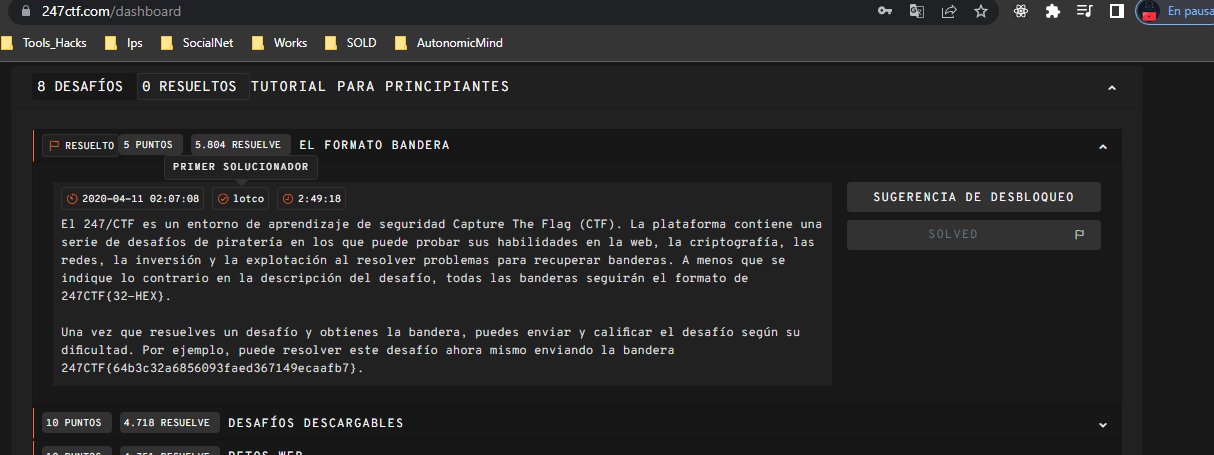 247ctf.com/dashboard
En pausa
Tools_Hacks Ips SocialNet Works SOLD AutonomicMind
8 DESAFÍOS 0 RESUELTOS TUTORIAL PARA PRINCIPIANTES
RESUELTO 5 PUNTOS 5.804 RESUELVE EL FORMATO BANDERA
PRIMER SOLUCIONADOR
2020-04-11 02:07:08 lotco 2:49:18
SUGERENCIA DE DESBLOQUEO
SOLVED
El 247/CTF es un entorno de aprendizaje de seguridad Capture The Flag (CTF). La plataforma contiene una
serie de desafíos de piratería en los que puede probar sus habilidades en la web, la criptografía, las
redes, la inversión y la explotación al resolver problemas para recuperar banderas. A menos que se
indique lo contrario en la descripción del desafío, todas las banderas seguirán el formato de
247CTF{32-HEX}.
Una vez que resuelves un desafío y obtienes la bandera, puedes enviar y calificar el desafío según su
dificultad. Por ejemplo, puede resolver este desafío ahora mismo enviando la bandera
247CTF{64b3c32a6856093faed367149ecaafb7}.
10 PUNTOS 4.718 RESUELVE DESAFÍOS DESCARGABLES
10 PUNTOS 4.751 RESUELVE RETOS WEB